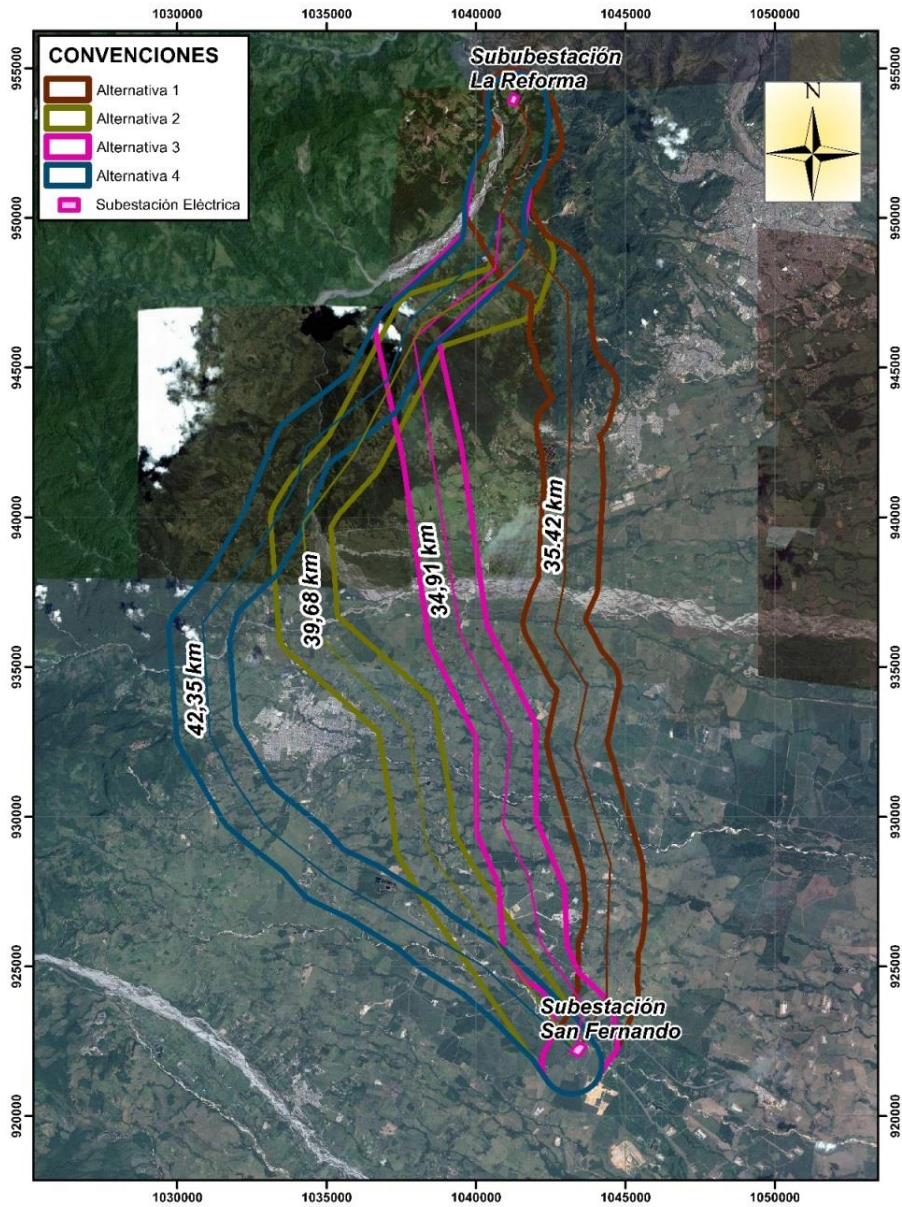 1030000
1035000
1040000
1045000
1050000
CONVENCIONES
Alternativa 1
Alternativa 2
Alternativa 3
Alternativa 4
Subestación Eléctrica
Sububestación
La Reforma
N
955000
950000
945000
940000
935000
930000
925000
920000
955000
950000
945000
940000
935000
930000
925000
920000
42,35 km
39,68 km
34,91 km
35.42 km
Subestación
San Fernando
1030000
1035000
1040000
1045000
1050000